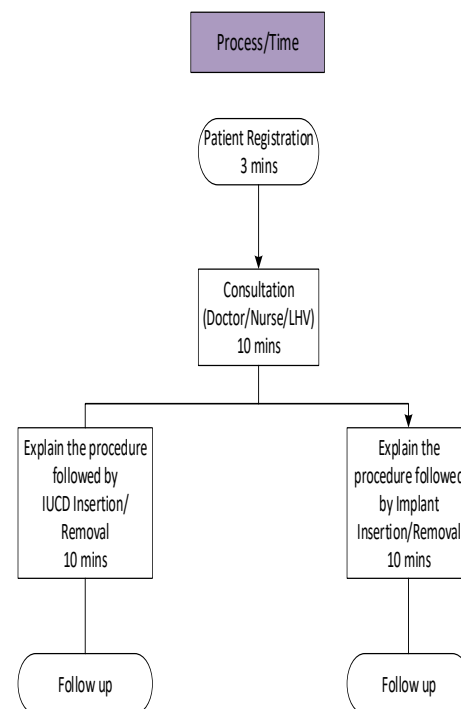 Process/Time
Patient Registration
3 mins
Consultation
(Doctor/Nurse/LHV)
10 mins
Explain the procedure
followed by
IUCD Insertion/
Removal
10 mins
Explain the
procedure followed
by Implant
Insertion/Removal
10 mins
Follow up
Follow up